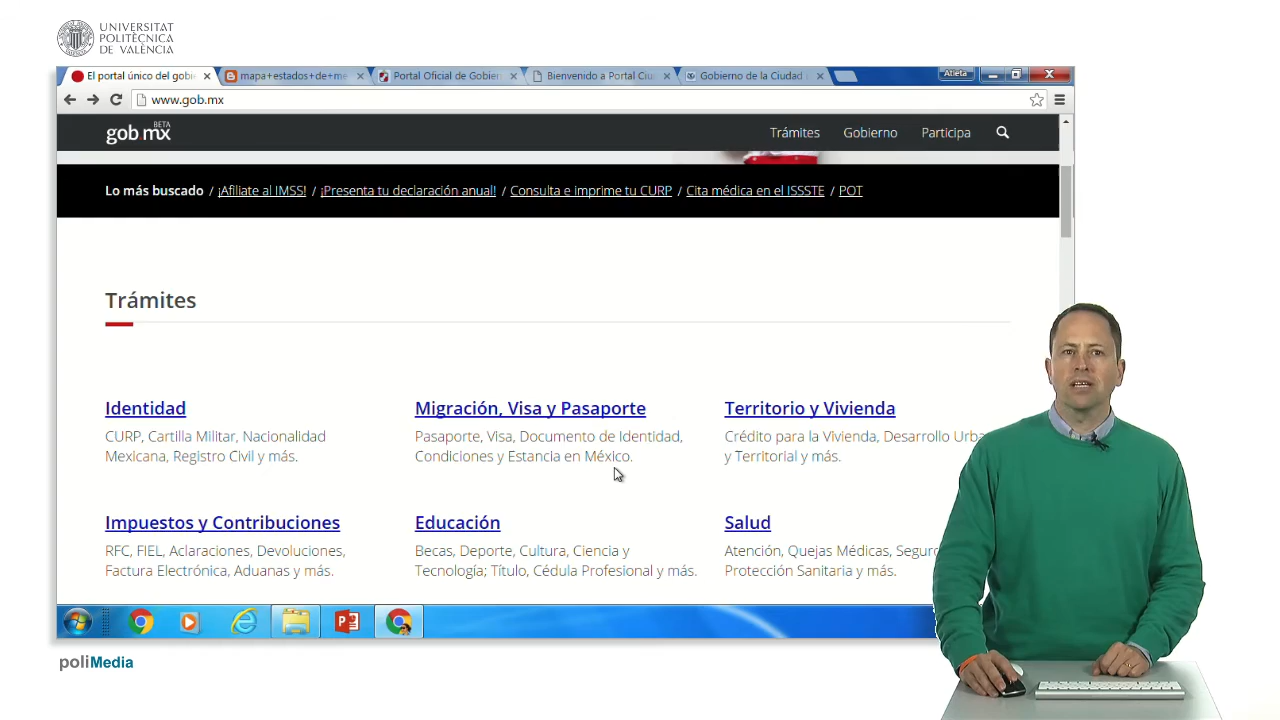 UNIVERSITAT
POLITÈCNICA
DE VALÈNCIA
El portal único del gobi
mapa+estados+de+me
Portal Oficial de Gobier
Bienvenido a Portal Ciu
Gobierno de la Ciudad
Atleta
www.gob.mx
gob mx
BETA
Trámites
Gobierno
Participa
Lo más buscado / ¡Afiliate al IMSS! / ¡Presenta tu declaración anual! / Consulta e imprime tu CURP / Cita médica en el ISSSTE / POT
Trámites
Identidad
CURP, Cartilla Militar, Nacionalidad
Mexicana, Registro Civil y más.
Migración, Visa y Pasaporte
Pasaporte, Visa, Documento de Identidad,
Condiciones y Estancia en México.
Territorio y Vivienda
Crédito para la Vivienda, Desarrollo Urba
y Territorial y más.
Impuestos y Contribuciones
RFC, FIEL, Aclaraciones, Devoluciones,
Factura Electrónica, Aduanas y más.
Educación
Becas, Deporte, Cultura, Ciencia y
Tecnología; Título, Cédula Profesional y más.
Salud
Atención, Quejas Médicas, Seguro
Protección Sanitaria y más.
poliMedia